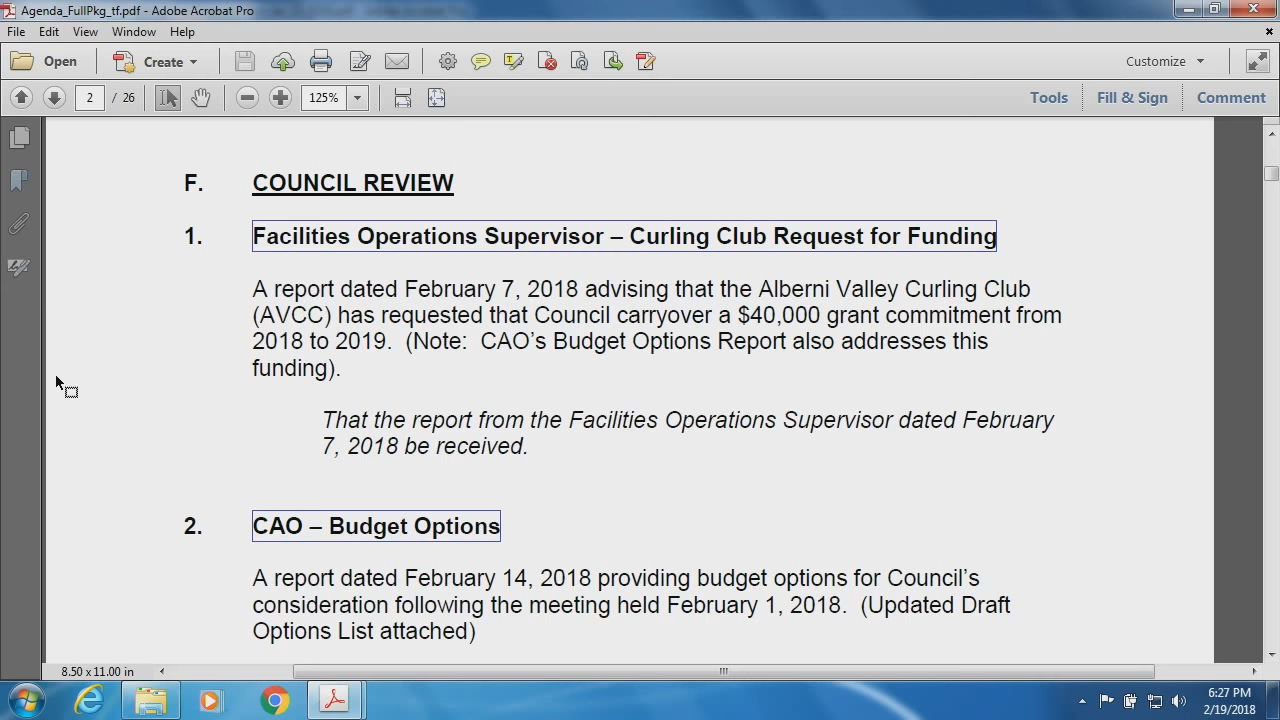 Agenda_FullPkg_tf.pdf - Adobe Acrobat Pro
File Edit View Window Help
Open Create Customize
2 / 26 125% Tools Fill & Sign Comment
F. COUNCIL REVIEW
1. Facilities Operations Supervisor – Curling Club Request for Funding
A report dated February 7, 2018 advising that the Alberni Valley Curling Club
(AVCC) has requested that Council carryover a $40,000 grant commitment from
2018 to 2019. (Note: CAO’s Budget Options Report also addresses this
funding).
That the report from the Facilities Operations Supervisor dated February
7, 2018 be received.
2. CAO – Budget Options
A report dated February 14, 2018 providing budget options for Council’s
consideration following the meeting held February 1, 2018. (Updated Draft
Options List attached)
8.50 x 11.00 in
6:27 PM
2/19/2018